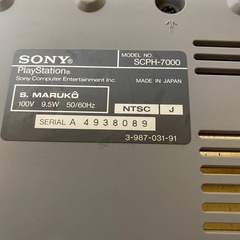 SONY
PlayStation®
Sony Computer Entertainment Inc.
MODEL NO.
SCPH-7000
MADE IN JAPAN
S. MARUKŌ
100V 9.5W 50/60Hz
NTSC J
SERIAL A 4938089
3-987-031-91